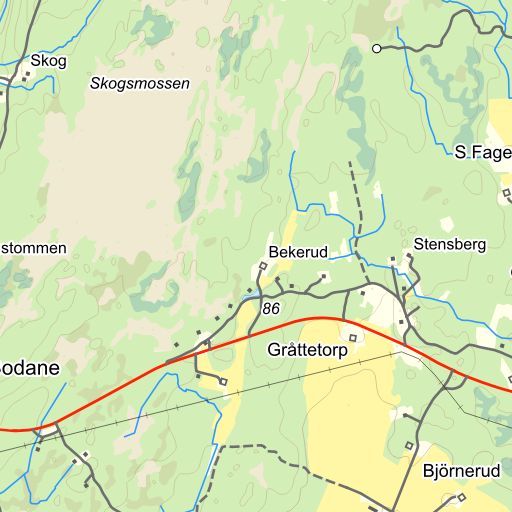 Skog
Skogsmossen
S Fage
stommen
Stensberg
Bekerud
86
Gråttetorp
odane
Björnerud